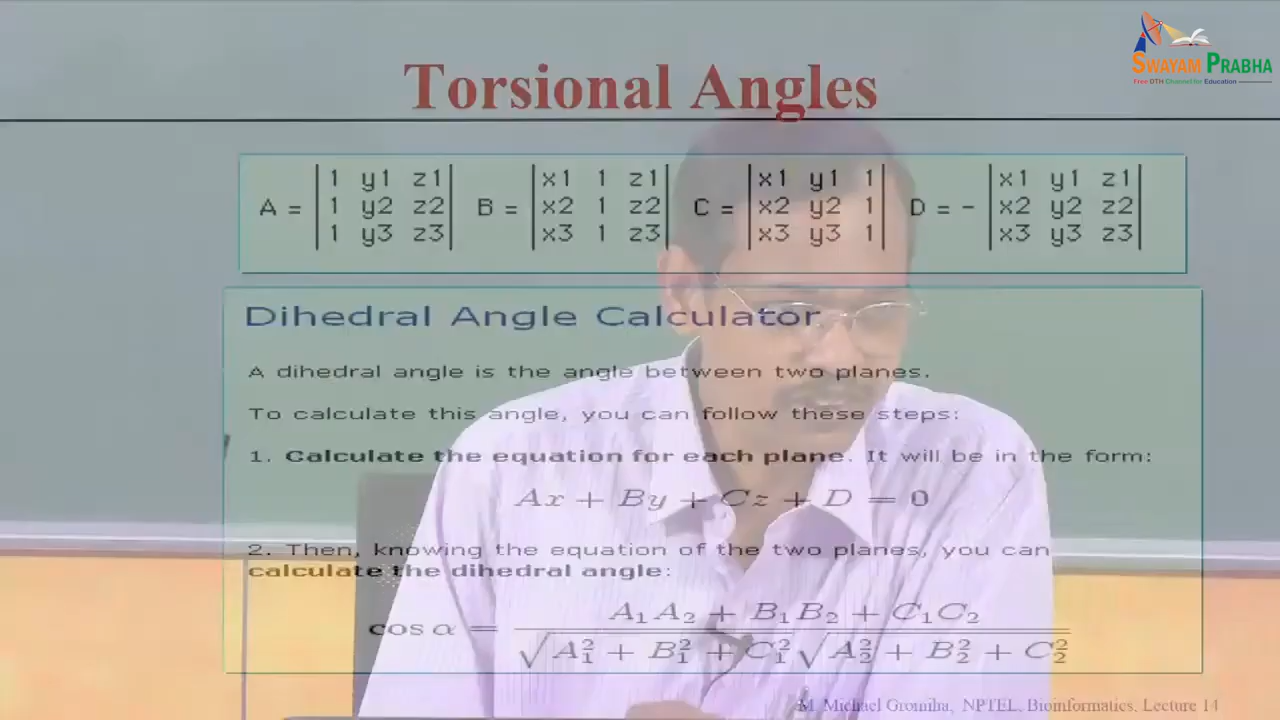 SWAYAM PRABHA
Free DTH Channel for Education
Torsional Angles
A = | 1 y1 z1 | B = | x1 1 z1 | C = | x1 y1 1 | D = - | x1 y1 z1 |
| 1 y2 z2 | | x2 1 z2 | | x2 y2 1 | | x2 y2 z2 |
| 1 y3 z3 | | x3 1 z3 | | x3 y3 1 | | x3 y3 z3 |
Dihedral Angle Calculator
A dihedral angle is the angle between two planes.
To calculate this angle, you can follow these steps:
1. Calculate the equation for each plane. It will be in the form:
Ax + By + Cz + D = 0
2. Then, knowing the equation of the two planes, you can
calculate the dihedral angle:
cos α = (A₁A₂ + B₁B₂ + C₁C₂) / (√(A₁² + B₁² + C₁²) √(A₂² + B₂² + C₂²))
M. Michael Gromiha, NPTEL, Bioinformatics, Lecture 14